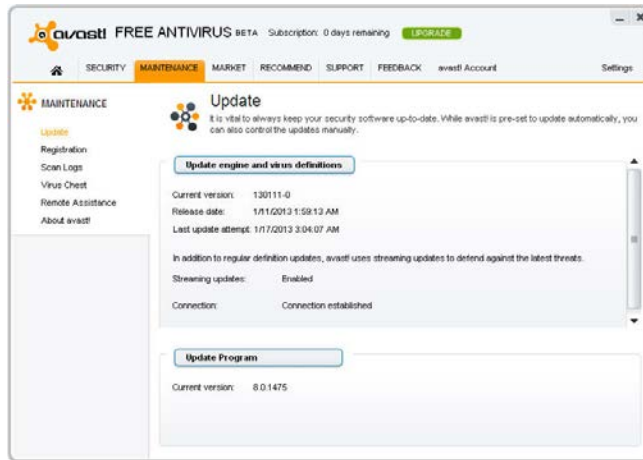 avast! FREE ANTIVIRUS BETA Subscription: 0 days remaining UPGRADE
SECURITY MAINTENANCE MARKET RECOMMEND SUPPORT FEEDBACK avast! Account Settings
MAINTENANCE
Update
Registration
Scan Logs
Virus Chest
Remote Assistance
About avast!
Update
It is vital to always keep your security software up-to-date. While avast! is pre-set to update automatically, you
can also control the updates manually.
Update engine and virus definitions
Current version: 130111-0
Release date: 1/11/2013 1:59:13 AM
Last update attempt: 1/17/2013 3:04:07 AM
In addition to regular definition updates, avast! uses streaming updates to defend against the latest threats.
Streaming updates: Enabled
Connection: Connection established
Update Program
Current version: 8.0.1475